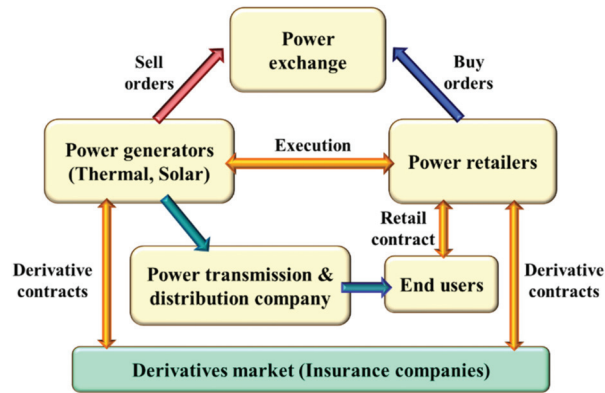 Power
exchange
Sell
orders
Buy
orders
Power generators
(Thermal, Solar)
Execution
Power retailers
Retail
contract
Derivative
contracts
Power transmission &
distribution company
End users
Derivative
contracts
Derivatives market (Insurance companies)